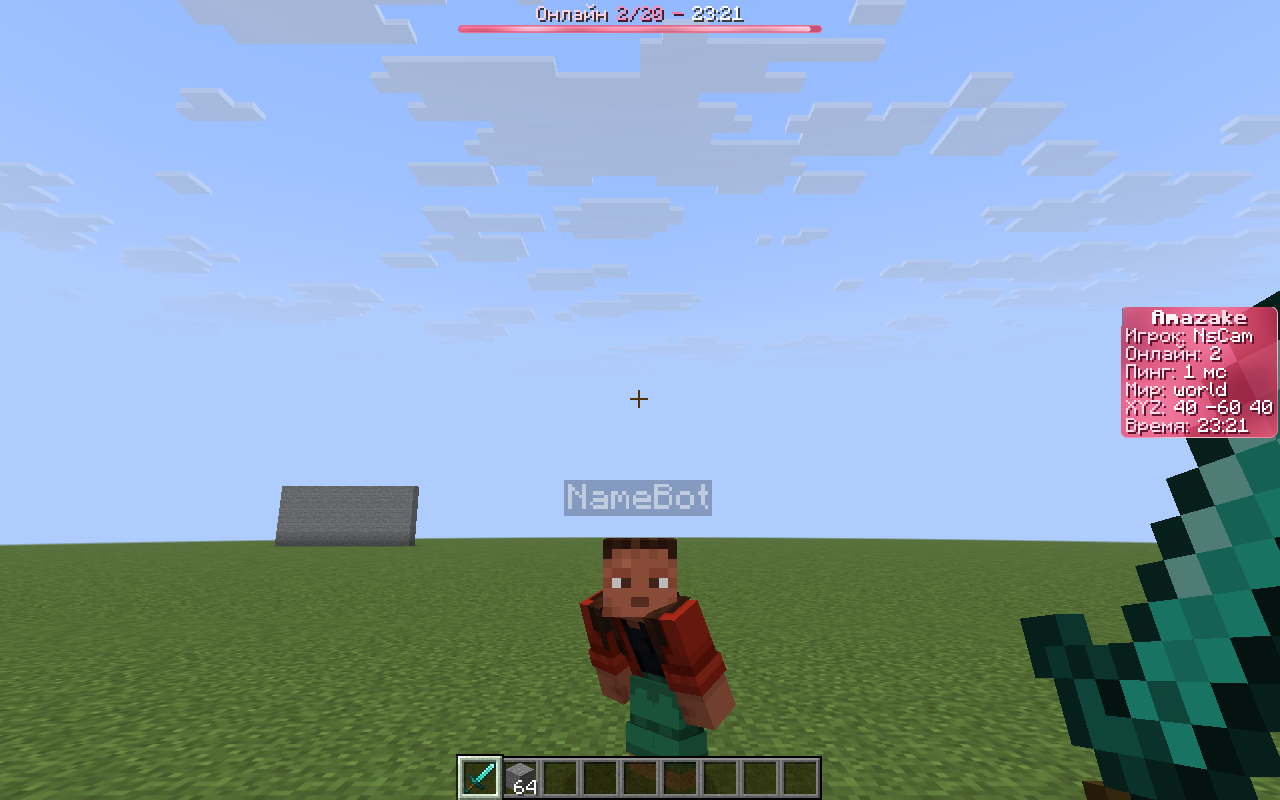 Онлайн 2/20 - 23:21
Amazake
Игрок: NsCam
Онлайн: 2
Пинг: 1 мс
Мир: world
XYZ: 40 -60 40
Время: 23:21
NameBot
64